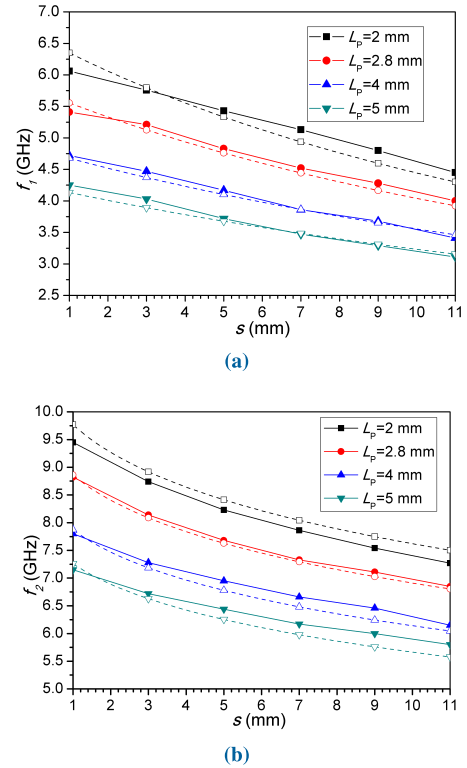 7.0
6.5
6.0
5.5
5.0
4.5
4.0
3.5
3.0
2.5
f1 (GHz)
LP=2 mm
LP=2.8 mm
LP=4 mm
LP=5 mm
1 2 3 4 5 6 7 8 9 10 11
s (mm)
(a)
10.0
9.5
9.0
8.5
8.0
7.5
7.0
6.5
6.0
5.5
5.0
f2 (GHz)
LP=2 mm
LP=2.8 mm
LP=4 mm
LP=5 mm
1 2 3 4 5 6 7 8 9 10 11
s (mm)
(b)